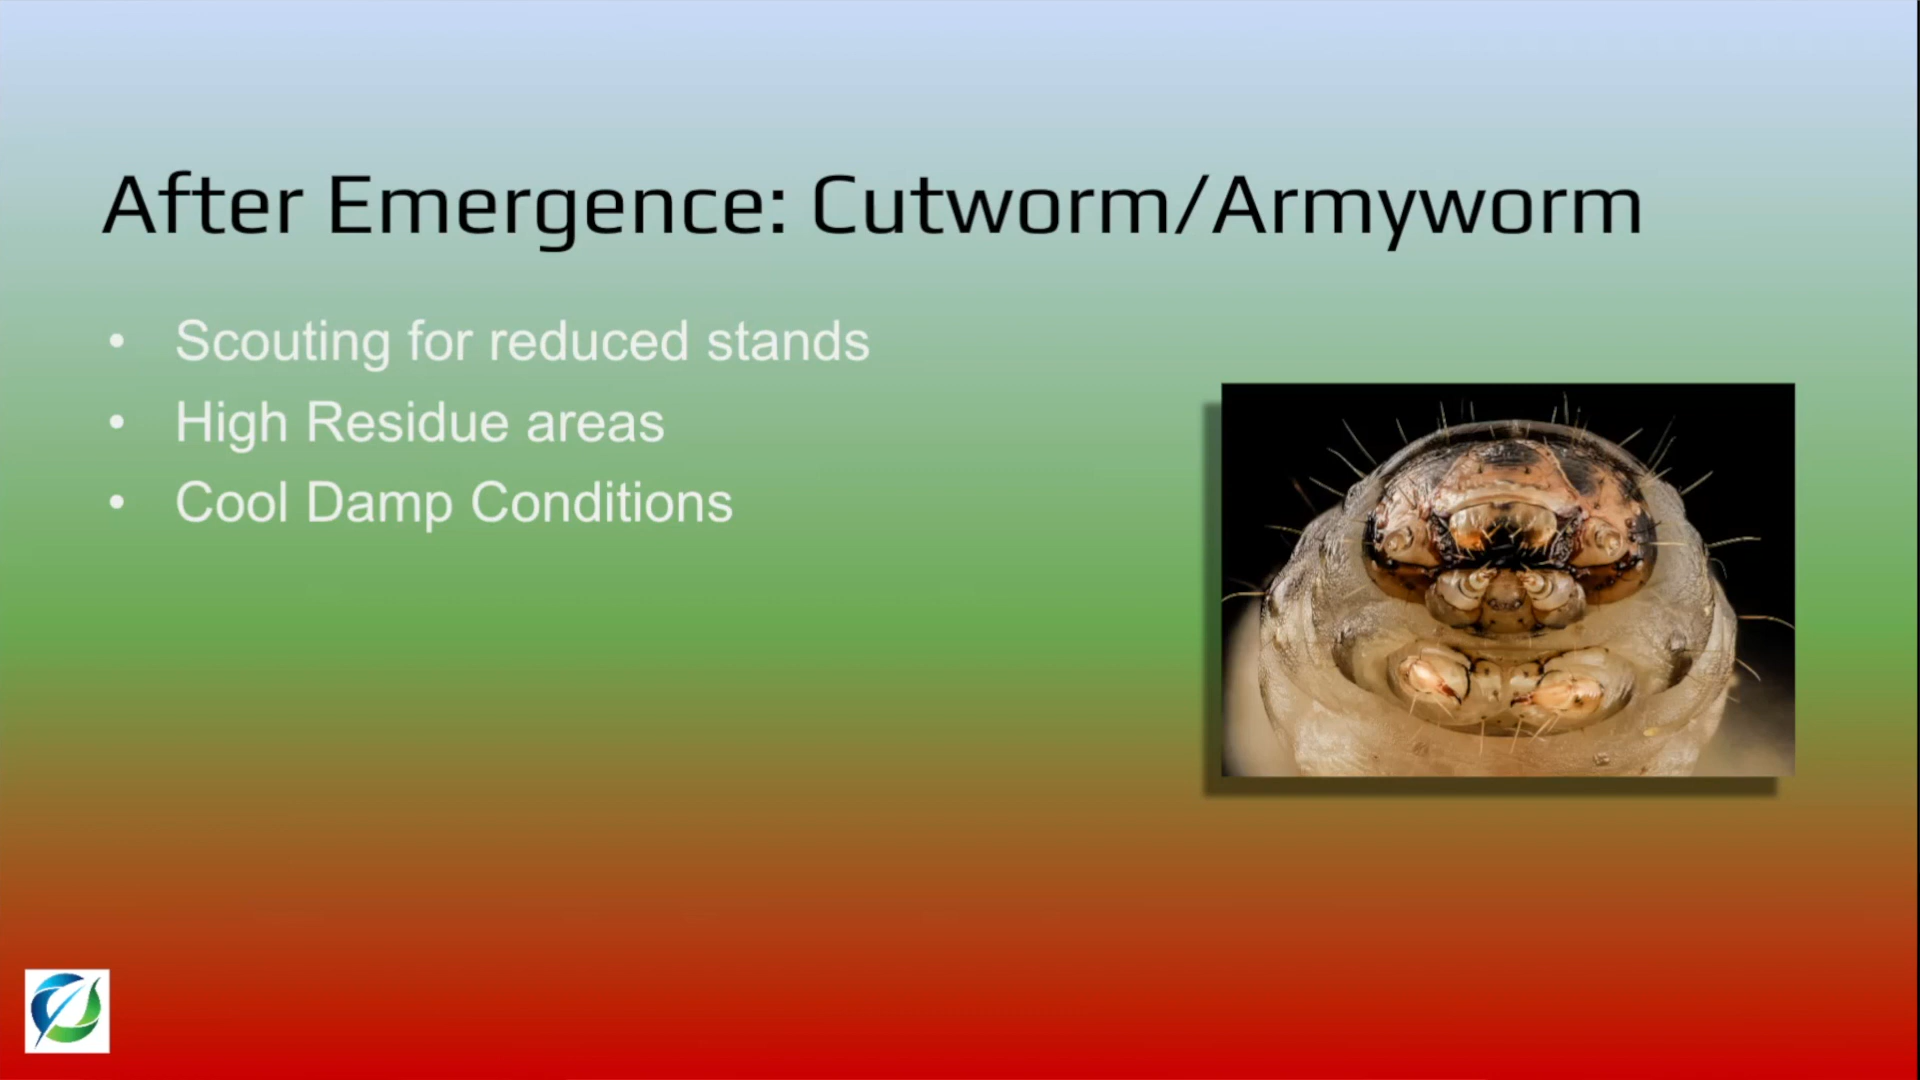 After Emergence: Cutworm/Armyworm
• Scouting for reduced stands
• High Residue areas
• Cool Damp Conditions